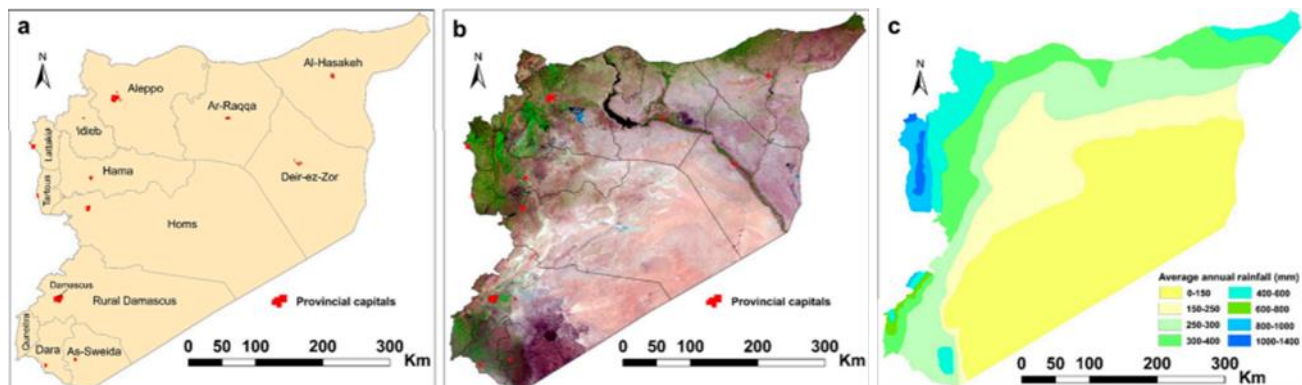 a
N
Al-Hasakeh
Aleppo
Ar-Raqqa
Idleb
Lattakia
Hama
Deir-ez-Zor
Tartous
Homs
Damascus
Rural Damascus
Provincial capitals
Quneitra
Dara
As-Sweida
0 50 100 200 300
Km
b
N
Provincial capitals
0 50 100 200 300
Km
c
N
Average annual rainfall (mm)
0-150 400-600
150-250 600-800
250-300 800-1000
300-400 1000-1400
0 50 100 200 300
Km